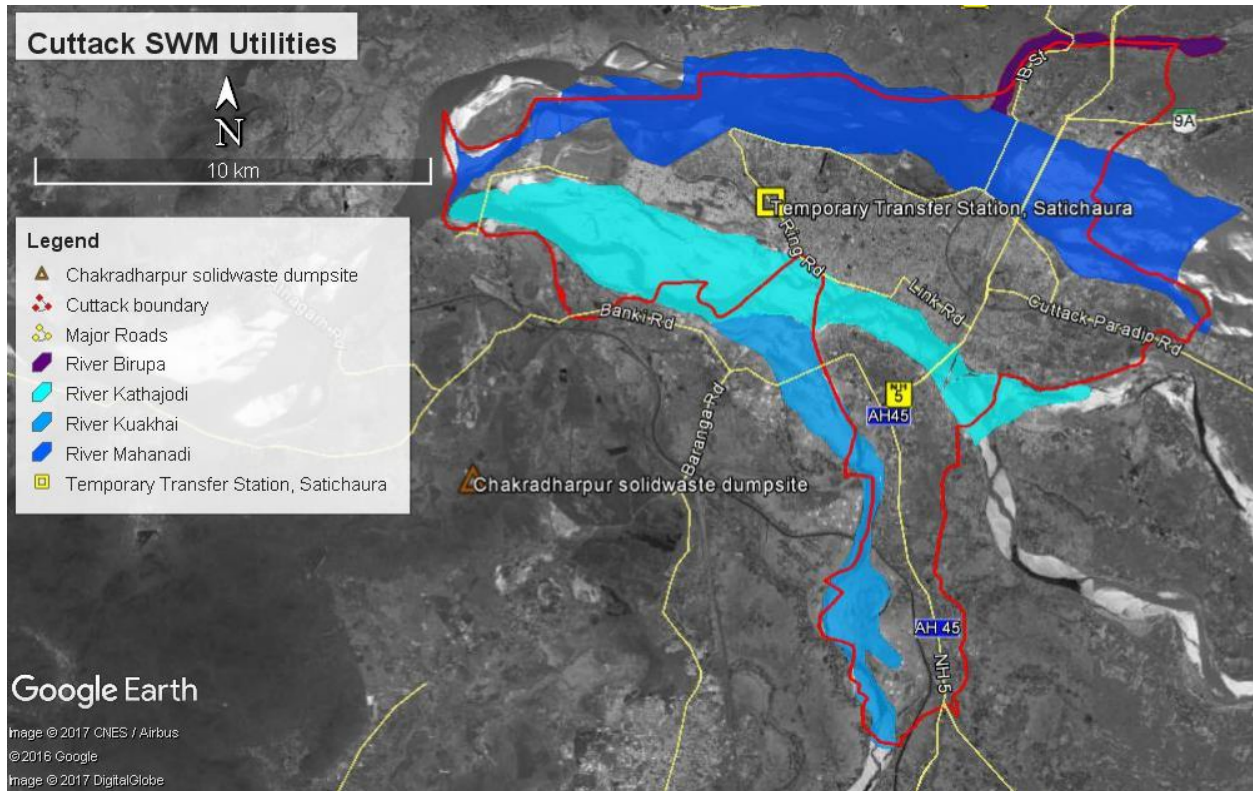 Cuttack SWM Utilities
N
10 km
Legend
Chakradharpur solidwaste dumpsite
Cuttack boundary
Major Roads
River Birupa
River Kathajodi
River Kuakhai
River Mahanadi
Temporary Transfer Station, Satichaura
IB St
9A
Temporary Transfer Station, Satichaura
Ring Rd
Link Rd
Cuttack Paradip Rd
Banki Rd
NH
5
AH45
Baranga Rd
Chakradharpur solidwaste dumpsite
AH 45
NH 5
Google Earth
Image © 2017 CNES / Airbus
© 2016 Google
Image © 2017 DigitalGlobe